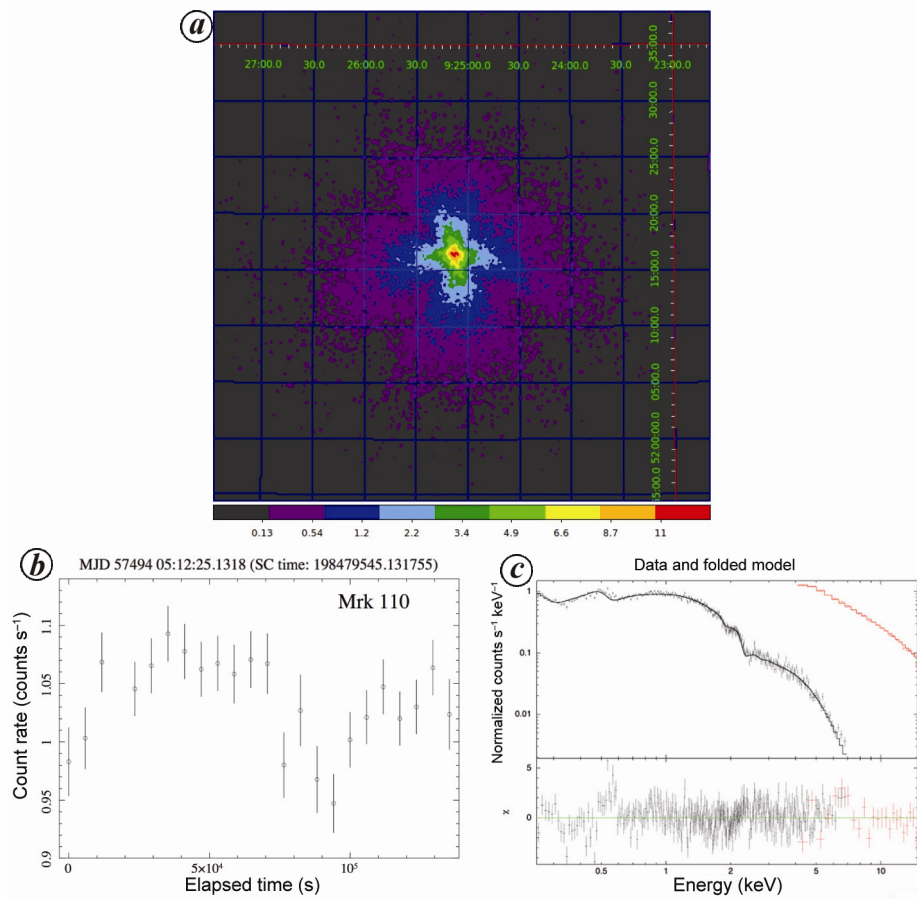 a
27:00.0 30.0 26:00.0 30.0 9:25:00.0 30.0 24:00.0 30.0 23:00.0
35:00.0
30:00.0
25:00.0
20:00.0
15:00.0
10:00.0
05:00.0
52:00:00.0
55:00.0
0.13 0.54 1.2 2.2 3.4 4.9 6.6 8.7 11
b
MJD 57494 05:12:25.1318 (SC time: 198479545.131755)
Mrk 110
Count rate (counts s⁻¹)
1.1
1.05
1
0.95
0.9
0 5×10⁴ 10⁵
Elapsed time (s)
c
Data and folded model
Normalized counts s⁻¹ keV⁻¹
1
0.1
0.01
χ
5
0
0.5 1 2 5 10
Energy (keV)